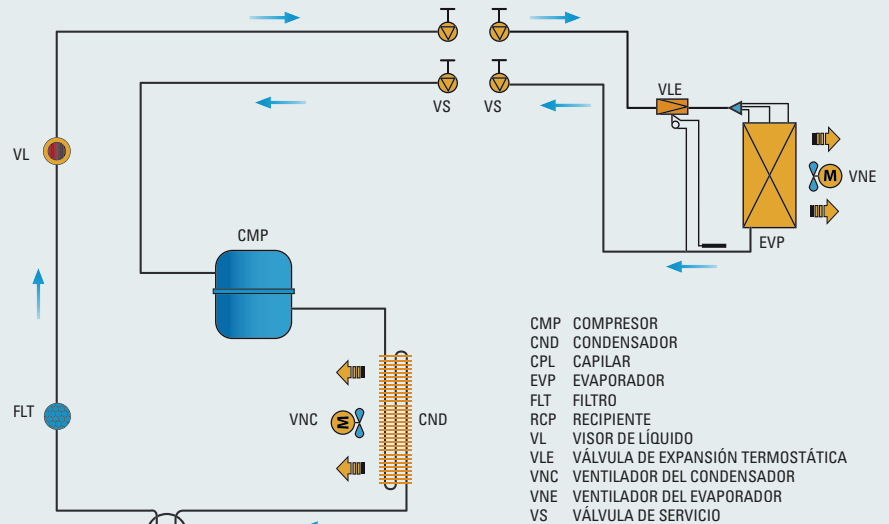 VS
VS
VLE
VL
M
VNE
EVP
CMP
FLT
VNC
M
CND
CMP COMPRESOR
CND CONDENSADOR
CPL CAPILAR
EVP EVAPORADOR
FLT FILTRO
RCP RECIPIENTE
VL VISOR DE LÍQUIDO
VLE VÁLVULA DE EXPANSIÓN TERMOSTÁTICA
VNC VENTILADOR DEL CONDENSADOR
VNE VENTILADOR DEL EVAPORADOR
VS VÁLVULA DE SERVICIO